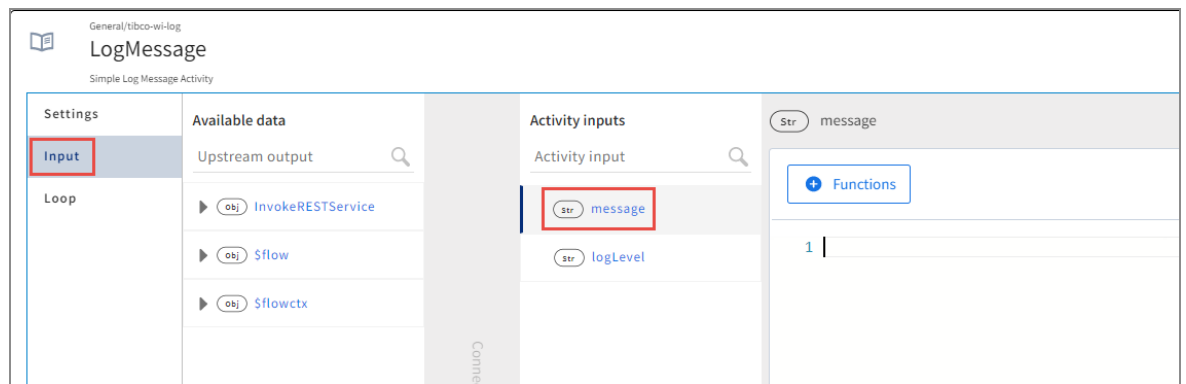 General/tibco-wi-log
LogMessage
Simple Log Message Activity
Settings
Input
Loop
Available data
Upstream output
Obj InvokeRESTService
Obj $flow
Obj $flowctx
Activity inputs
Activity input
Str message
Str logLevel
Str message
Functions
1